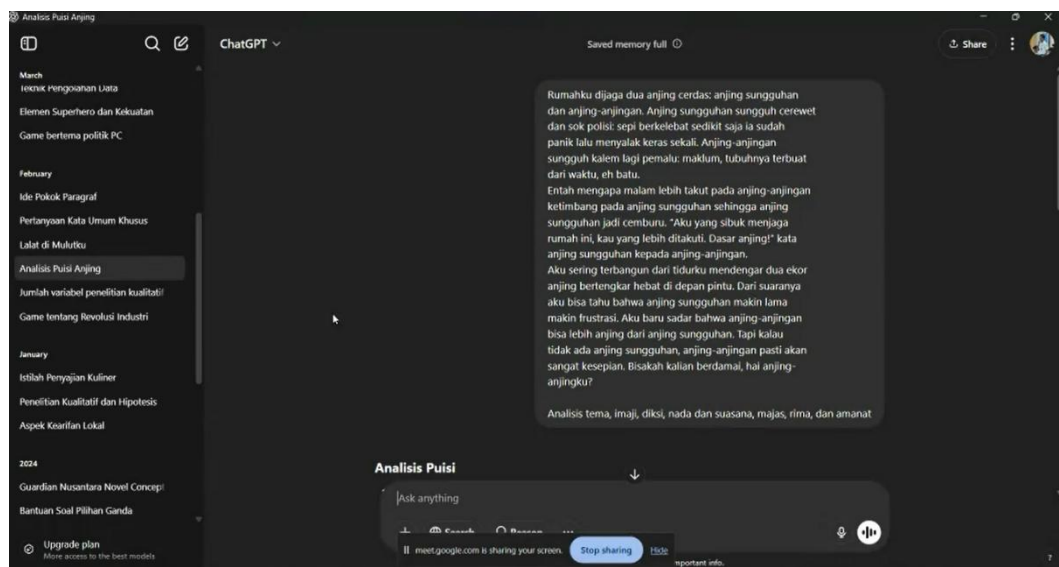 Analisis Puisi Anjing
ChatGPT
Saved memory full
Share
March
Teknik Pengolahan Data
Elemen Superhero dan Kekuatan
Game bertema politik PC
February
Ide Pokok Paragraf
Pertanyaan Kata Umum Khusus
Lalat di Mulutku
Analisis Puisi Anjing
Jumlah variabel penelitian kualitatif
Game tentang Revolusi Industri
January
Istilah Penyajian Kuliner
Penelitian Kualitatif dan Hipotesis
Aspek Kearifan Lokal
2024
Guardian Nusantara Novel Concept
Bantuan Soal Pilihan Ganda
Upgrade plan
More access to the best models
Rumahku dijaga dua anjing cerdas: anjing sungguhan
dan anjing-anjingan. Anjing sungguhan sungguh cerewet
dan sok polisi: sepi berkelebat sedikit saja ia sudah
panik lalu menyalak keras sekali. Anjing-anjingan
sungguh kalem lagi pemalu: maklum, tubuhnya terbuat
dari waktu, eh batu.
Entah mengapa malam lebih takut pada anjing-anjingan
ketimbang pada anjing sungguhan sehingga anjing
sungguhan jadi cemburu. "Aku yang sibuk menjaga
rumah ini, kau yang lebih ditakuti. Dasar anjing!" kata
anjing sungguhan kepada anjing-anjingan.
Aku sering terbangun dari tidurku mendengar dua ekor
anjing bertengkar hebat di depan pintu. Dari suaranya
aku bisa tahu bahwa anjing sungguhan makin lama
makin frustrasi. Aku baru sadar bahwa anjing-anjingan
bisa lebih anjing dari anjing sungguhan. Tapi kalau
tidak ada anjing sungguhan, anjing-anjingan pasti akan
sangat kesepian. Bisakah kalian berdamai, hai anjing-
anjingku?
Analisis tema, imaji, diksi, nada dan suasana, majas, rima, dan amanat
Analisis Puisi
Ask anything
Search Reason
meet.google.com is sharing your screen. Stop sharing Hide
important info.
?